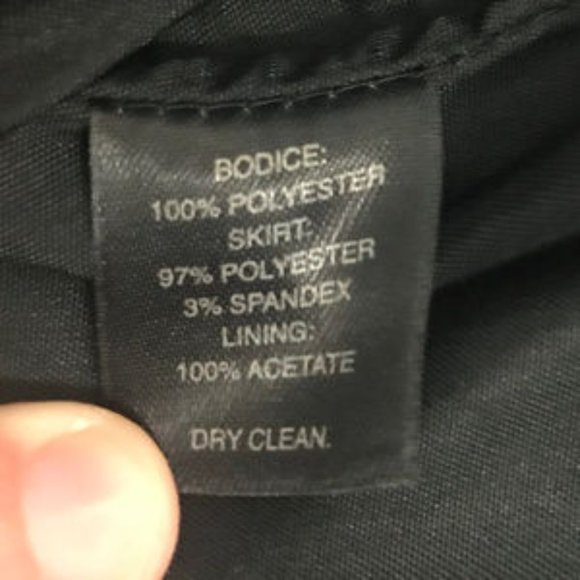 BODICE:
100% POLYESTER
SKIRT:
97% POLYESTER
3% SPANDEX
LINING:
100% ACETATE
DRY CLEAN.